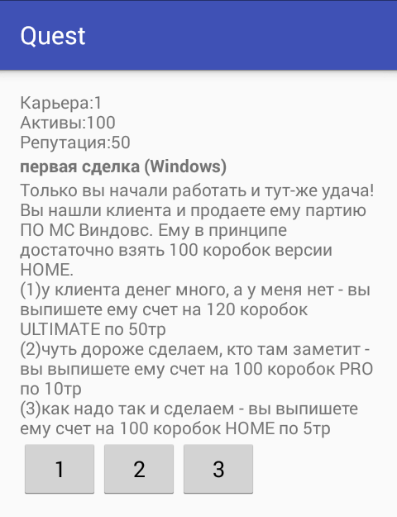 Quest
Карьера:1
Активы:100
Репутация:50
первая сделка (Windows)
Только вы начали работать и тут-же удача!
Вы нашли клиента и продаете ему партию
ПО МС Виндовс. Ему в принципе
достаточно взять 100 коробок версии
HOME.
(1)у клиента денег много, а у меня нет - вы
выпишете ему счет на 120 коробок
ULTIMATE по 50тр
(2)чуть дороже сделаем, кто там заметит -
вы выпишете ему счет на 100 коробок PRO
по 10тр
(3)как надо так и сделаем - вы выпишете
ему счет на 100 коробок HOME по 5тр
1 2 3